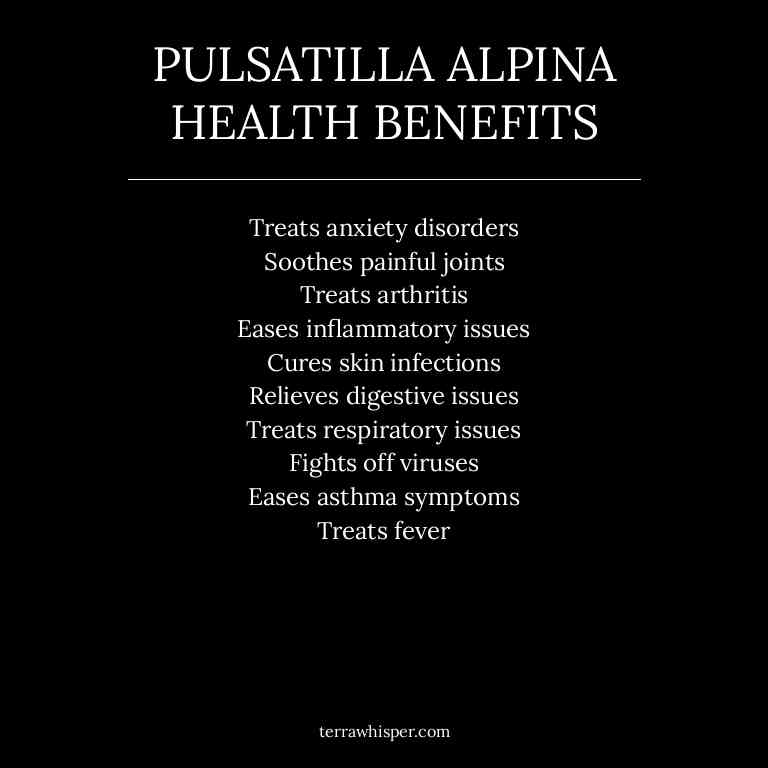 PULSATILLA ALPINA
HEALTH BENEFITS
Treats anxiety disorders
Soothes painful joints
Treats arthritis
Eases inflammatory issues
Cures skin infections
Relieves digestive issues
Treats respiratory issues
Fights off viruses
Eases asthma symptoms
Treats fever
terrawhisper.com